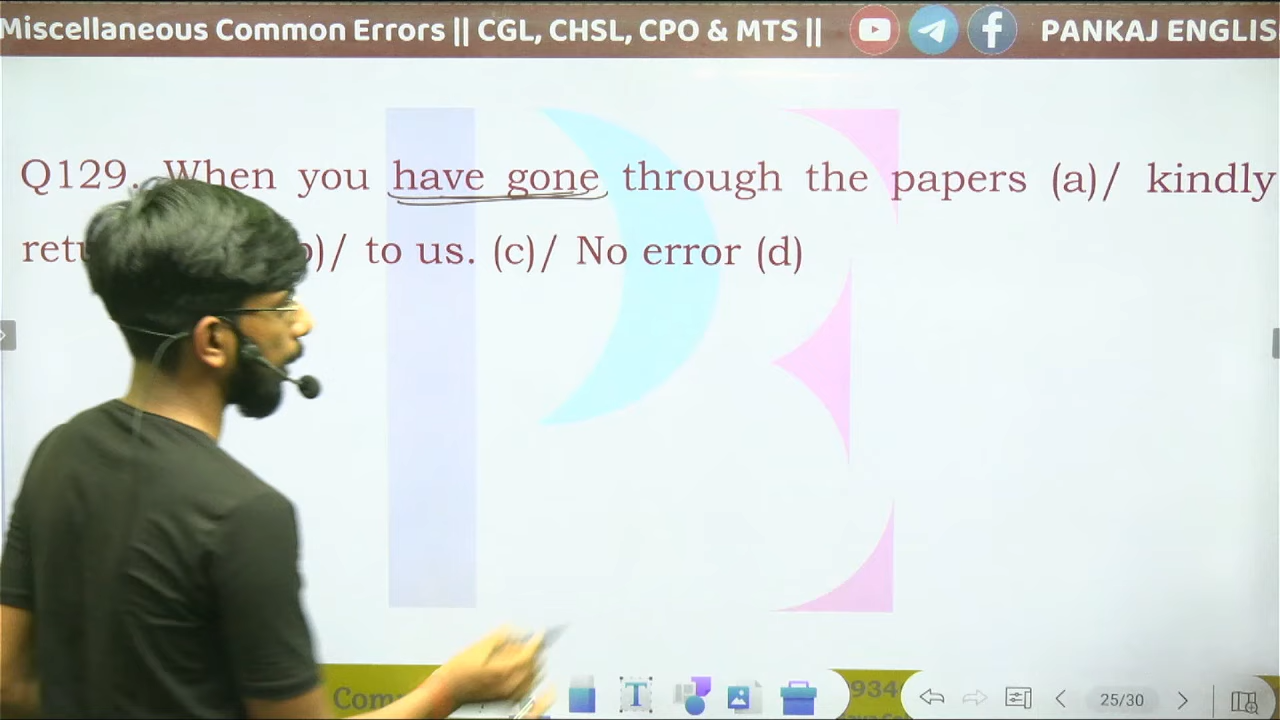 Miscellaneous Common Errors || CGL, CHSL, CPO & MTS || PANKAJ ENGLIS
Q129. When you have gone through the papers (a)/ kindly
to us. (c)/ No error (d)
T
934
25/30